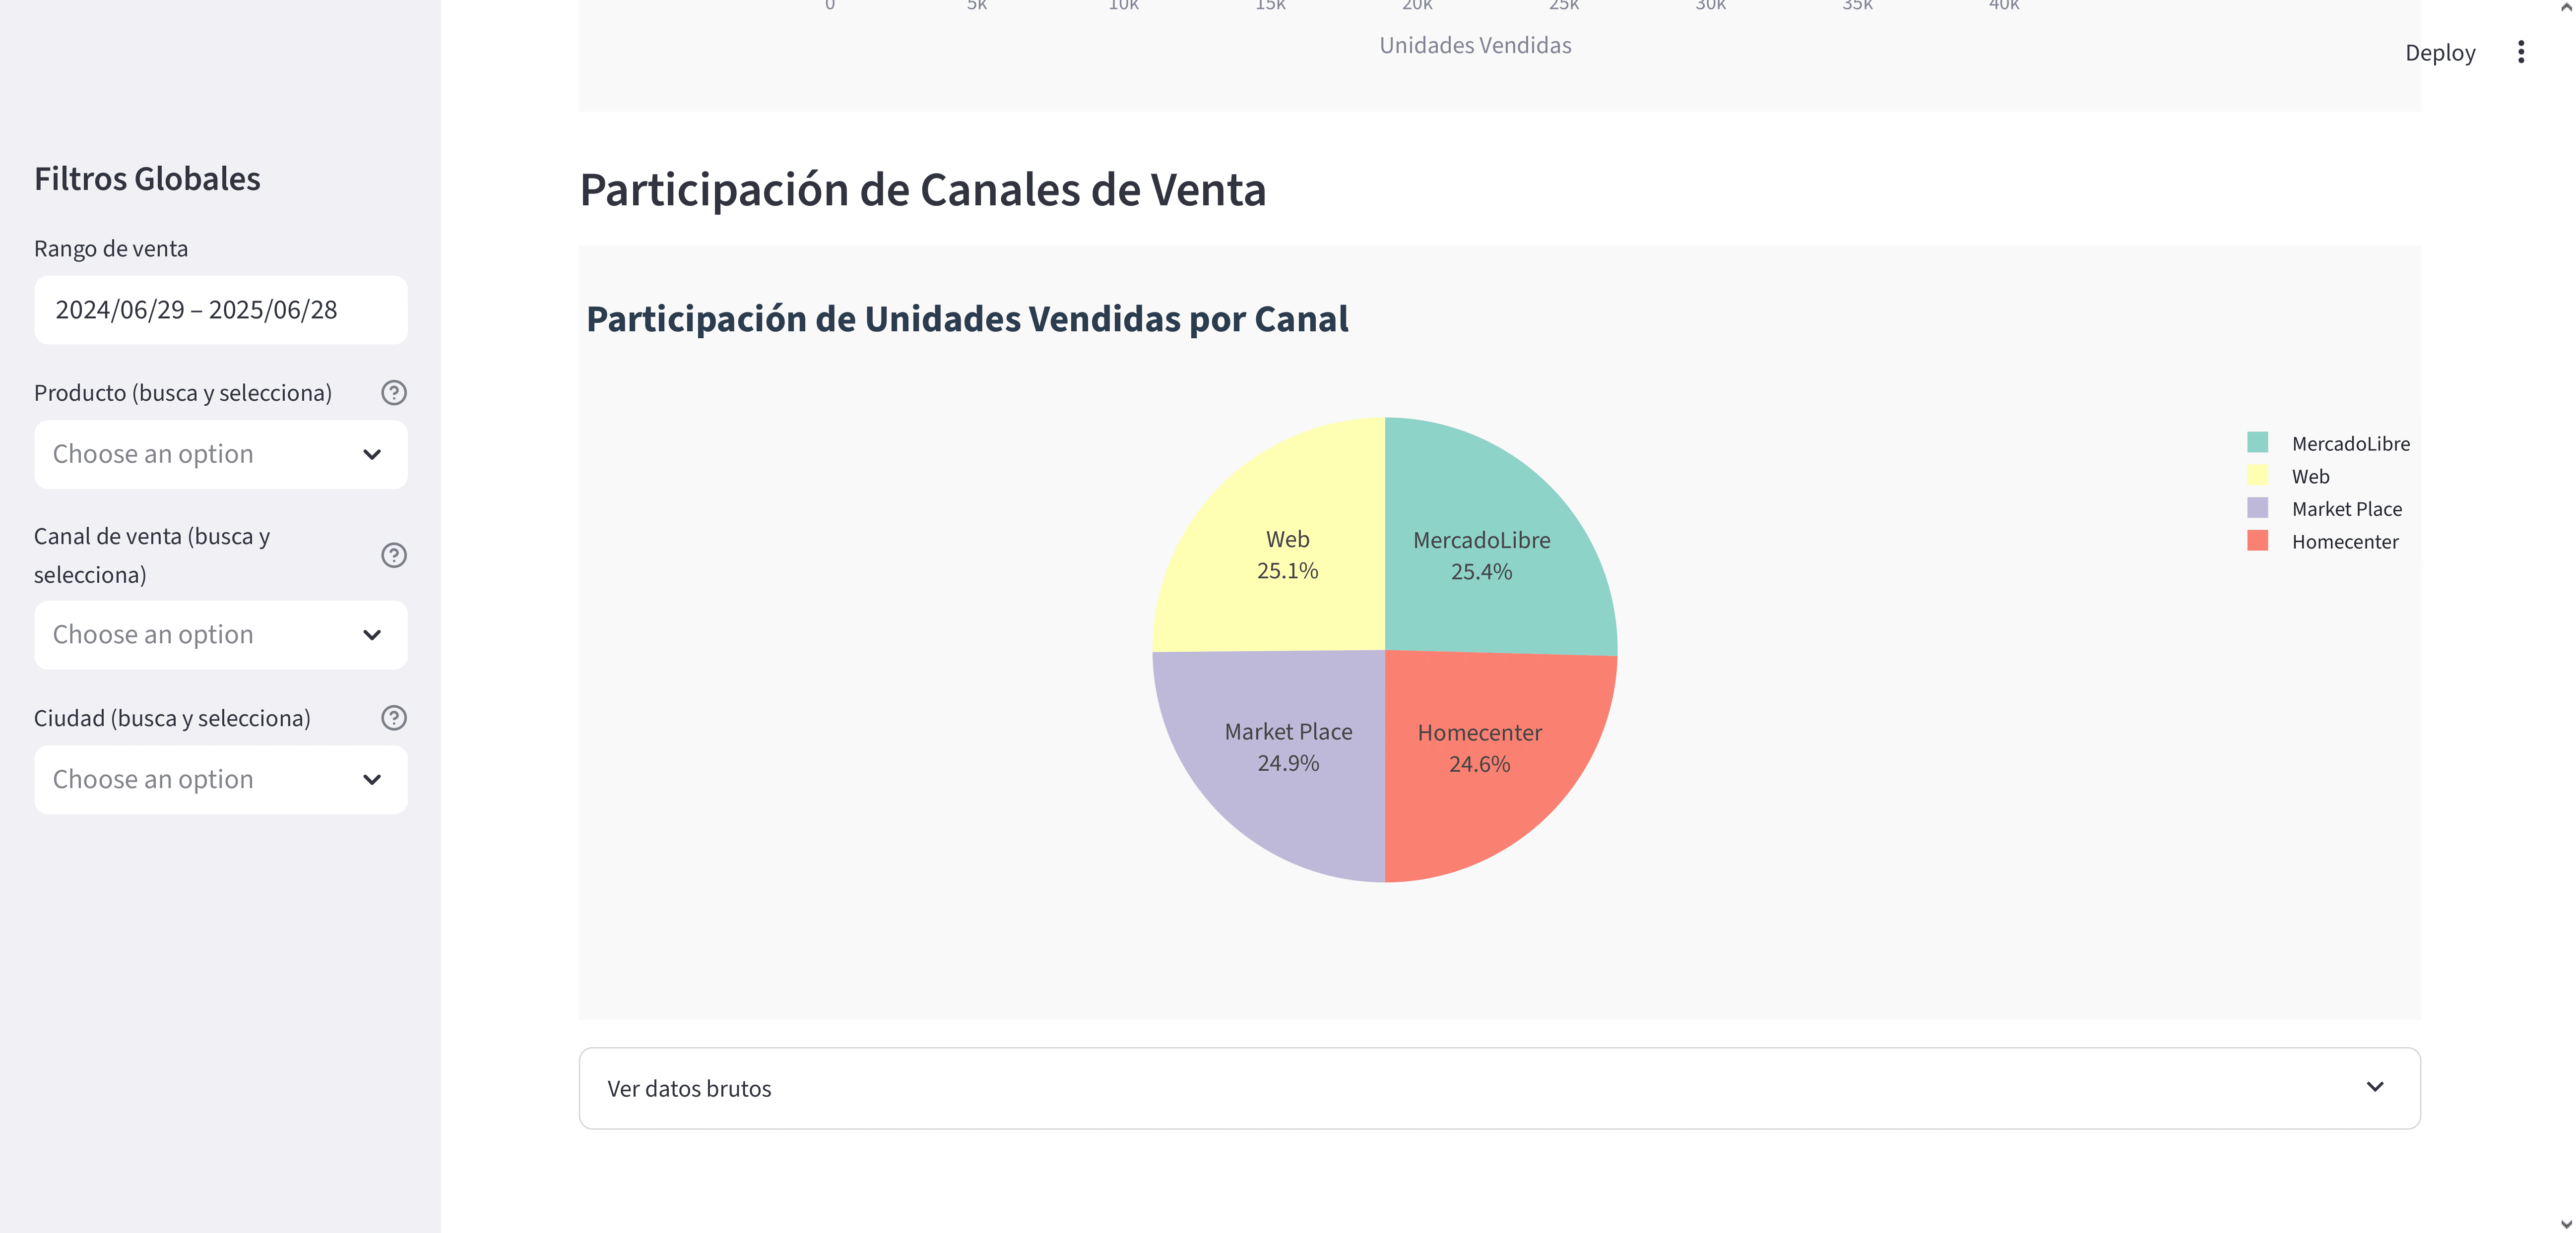 0 5k 10k 15k 20k 25k 30k 35k 40k
Unidades Vendidas
Deploy
Filtros Globales
Rango de venta
2024/06/29 – 2025/06/28
Producto (busca y selecciona)
Choose an option
Canal de venta (busca y
selecciona)
Choose an option
Ciudad (busca y selecciona)
Choose an option
Participación de Canales de Venta
Participación de Unidades Vendidas por Canal
Web
25.1%
MercadoLibre
25.4%
Market Place
24.9%
Homecenter
24.6%
MercadoLibre
Web
Market Place
Homecenter
Ver datos brutos